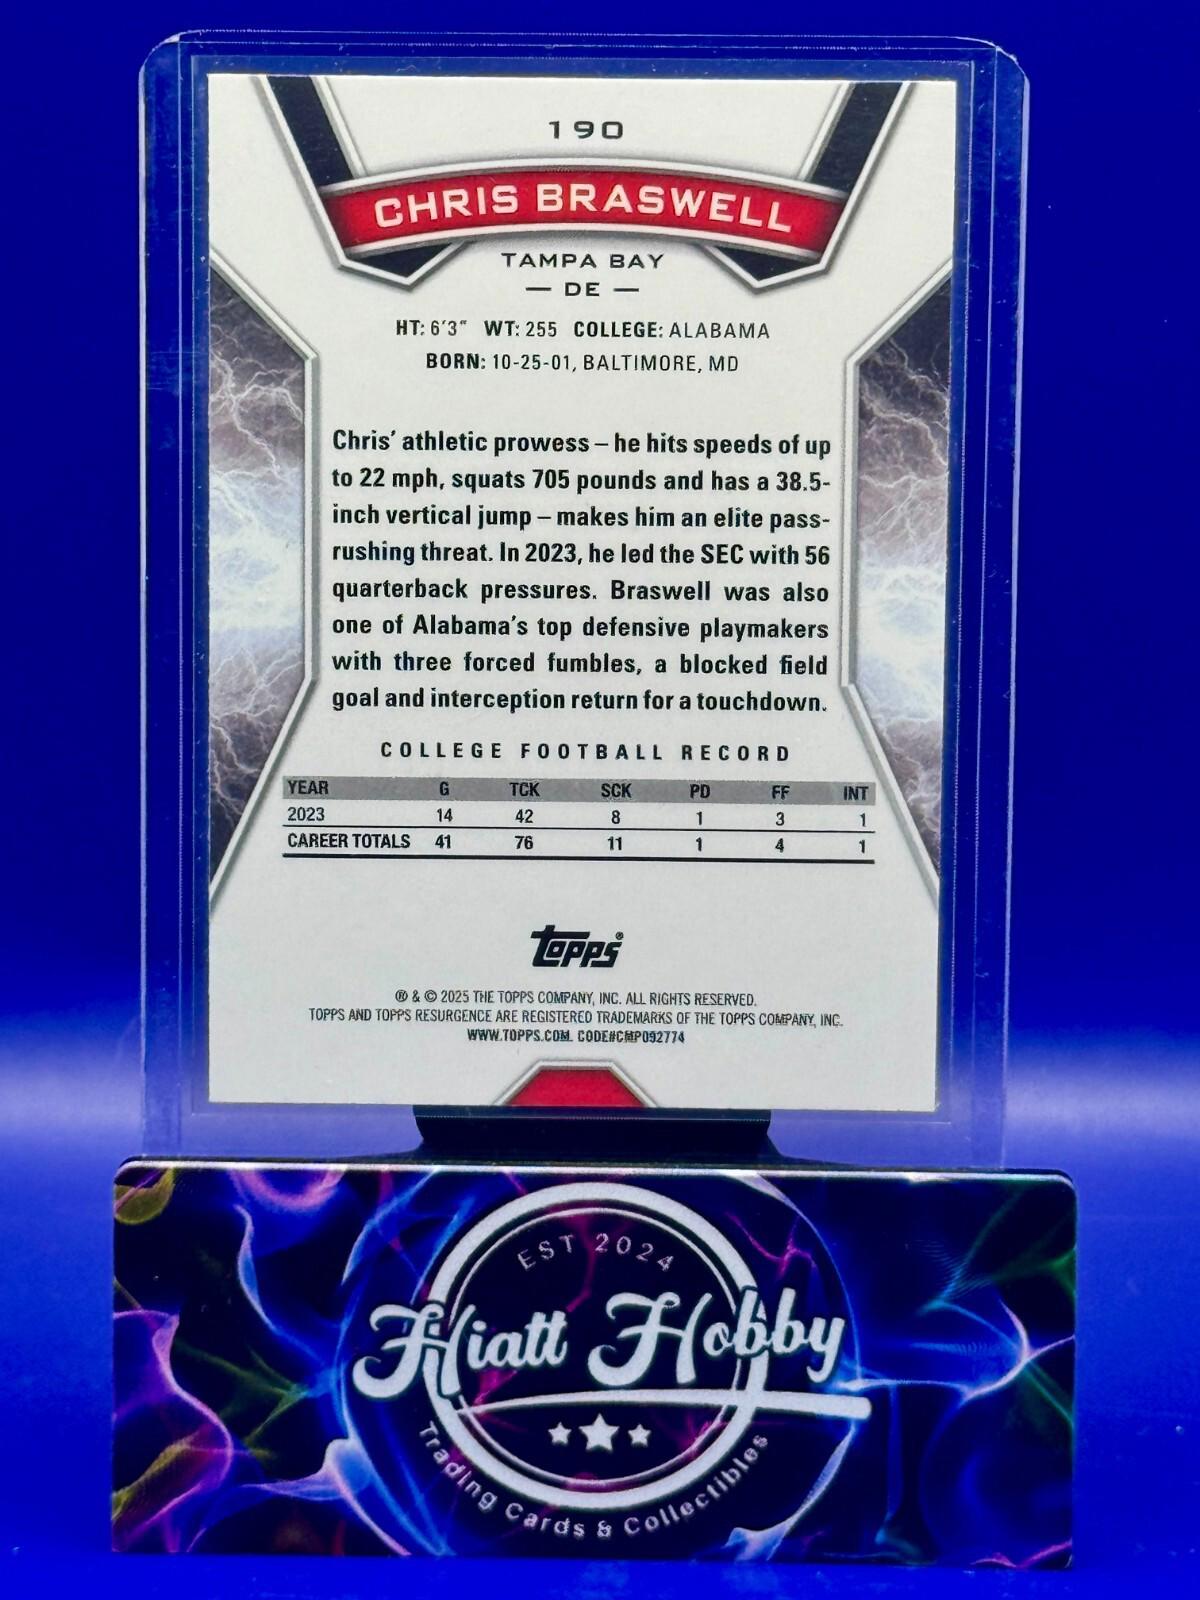 190
CHRIS BRASWELL
TAMPA BAY
— DE —
HT: 6'3" WT: 255 COLLEGE: ALABAMA
BORN: 10-25-01, BALTIMORE, MD
Chris' athletic prowess – he hits speeds of up
to 22 mph, squats 705 pounds and has a 38.5-
inch vertical jump – makes him an elite pass-
rushing threat. In 2023, he led the SEC with 56
quarterback pressures. Braswell was also
one of Alabama's top defensive playmakers
with three forced fumbles, a blocked field
goal and interception return for a touchdown.
COLLEGE FOOTBALL RECORD
YEAR G TCK SCK PD FF INT
2023 14 42 8 1 3 1
CAREER TOTALS 41 76 11 1 4 1
Topps®
® & © 2025 THE TOPPS COMPANY, INC. ALL RIGHTS RESERVED.
TOPPS AND TOPPS RESURGENCE ARE REGISTERED TRADEMARKS OF THE TOPPS COMPANY, INC.
WWW.TOPPS.COM. CODE#CMP092774
EST 2024
Hiatt Hobby
Trading Cards & Collectibles